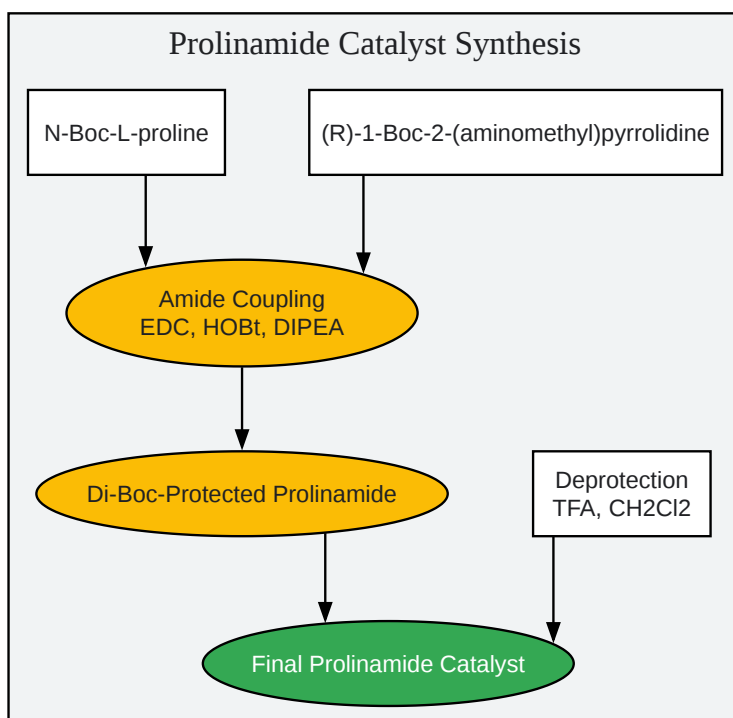 Prolinamide Catalyst Synthesis
N-Boc-L-proline
(R)-1-Boc-2-(aminomethyl)pyrrolidine
Amide Coupling
EDC, HOBt, DIPEA
Di-Boc-Protected Prolinamide
Deprotection
TFA, CH2Cl2
Final Prolinamide Catalyst